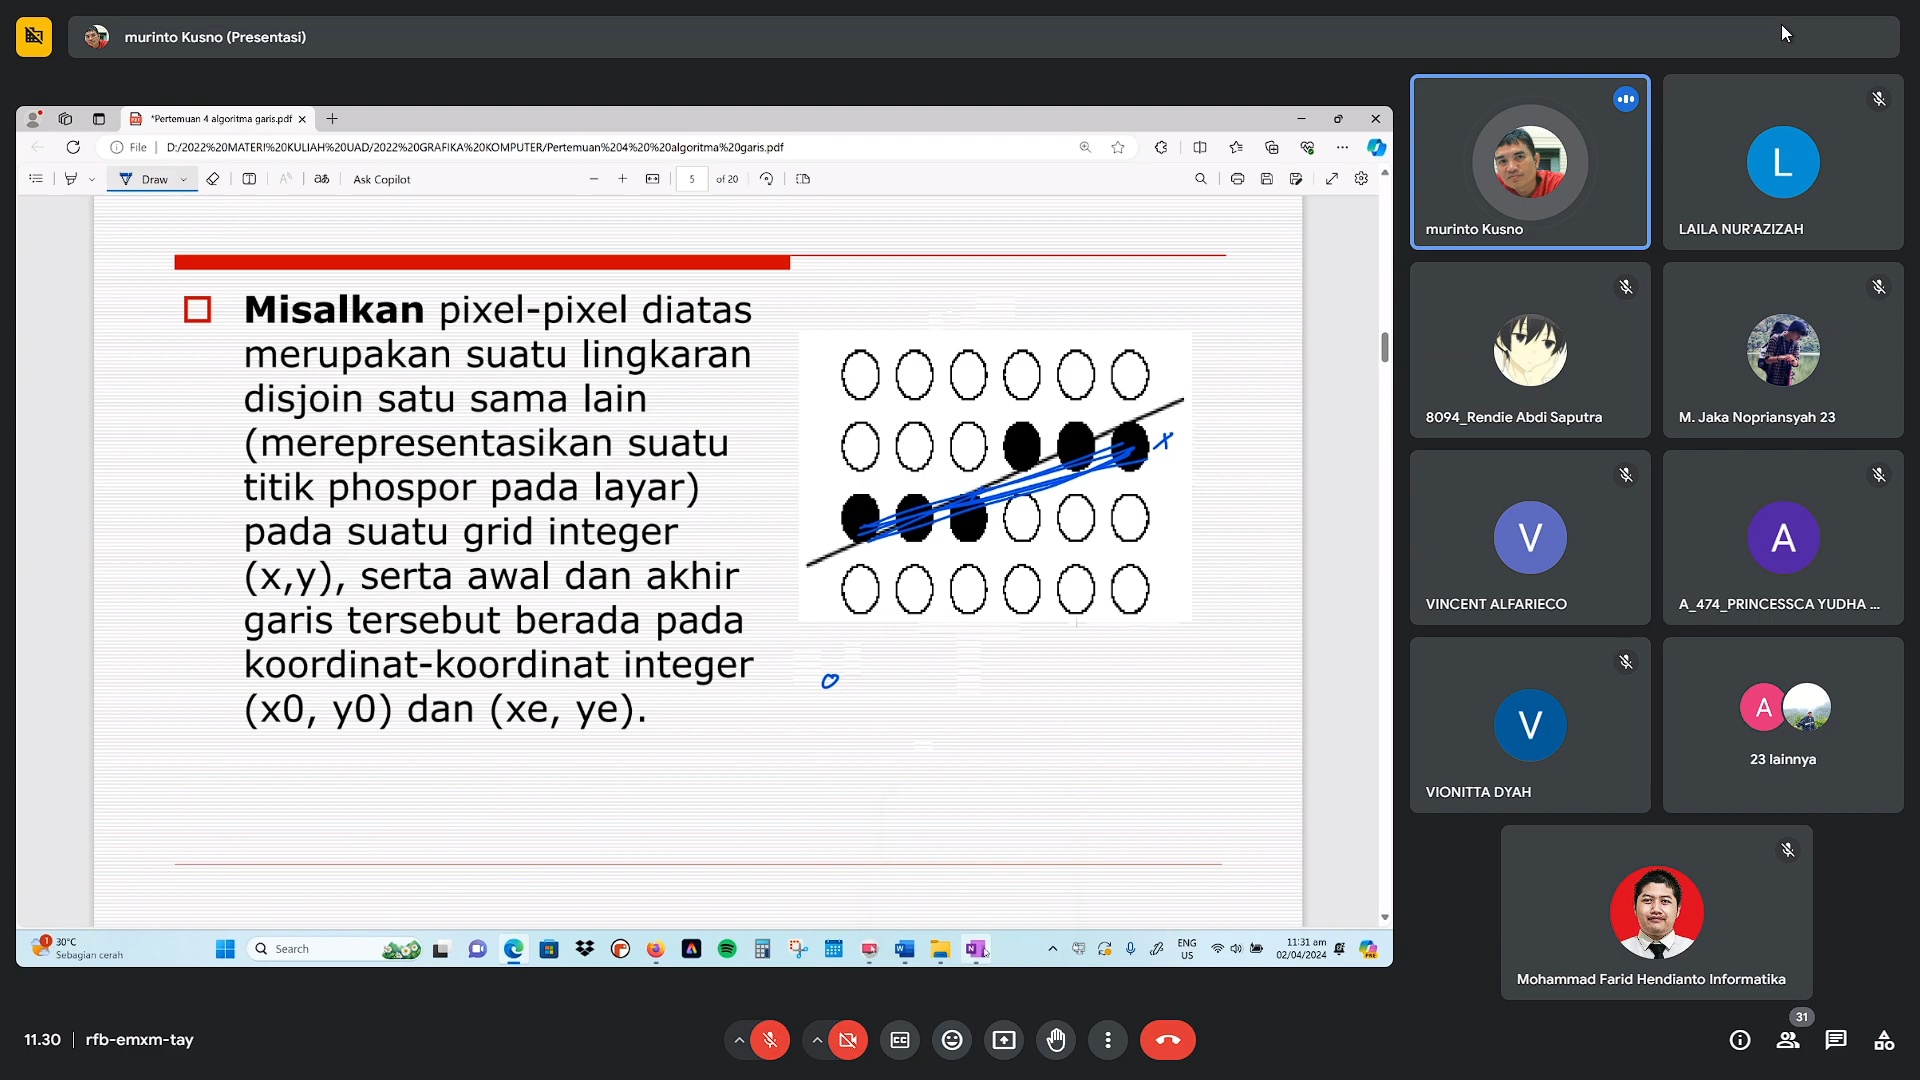 murinto Kusno (Presentasi)
*Pertemuan 4 algoritma garis.pdf
File
D:/2022%20MATERI%20KULIAH%20UAD/2022%20GRAFIKA%20KOMPUTER/Pertemuan%204%20%20algoritma%20garis.pdf
Draw
Ask Copilot
5
of 20
Misalkan pixel-pixel diatas
merupakan suatu lingkaran
disjoin satu sama lain
(merepresentasikan suatu
titik phospor pada layar)
pada suatu grid integer
(x,y), serta awal dan akhir
garis tersebut berada pada
koordinat-koordinat integer
(x0, y0) dan (xe, ye).
x
30°C
Sebagian cerah
Search
ENG
US
11:31 am
02/04/2024
murinto Kusno
L
LAILA NUR'AZIZAH
8094_Rendie Abdi Saputra
M. Jaka Nopriansyah 23
V
VINCENT ALFARIECO
A
A_474_PRINCESSCA YUDHA ...
V
VIONITTA DYAH
A
23 lainnya
Mohammad Farid Hendianto Informatika
11.30
rfb-emxm-tay
31